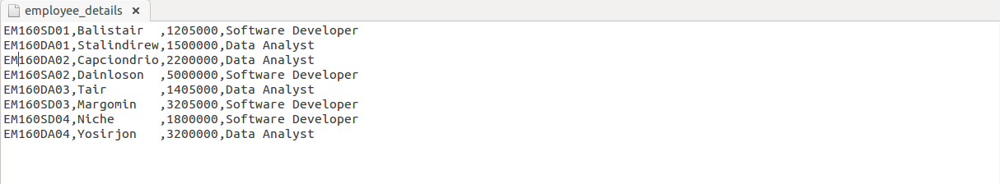 employee_details ×
EM160SD01,Balistair  ,1205000,Software Developer
EM160DA01,Stalindirew,1500000,Data Analyst
EM160DA02,Capciondrio,2200000,Data Analyst
EM160SA02,Dainloson  ,5000000,Software Developer
EM160DA03,Tair       ,1405000,Data Analyst
EM160SD03,Margomin   ,3205000,Software Developer
EM160SD04,Niche      ,1800000,Software Developer
EM160DA04,Yosirjon   ,3200000,Data Analyst